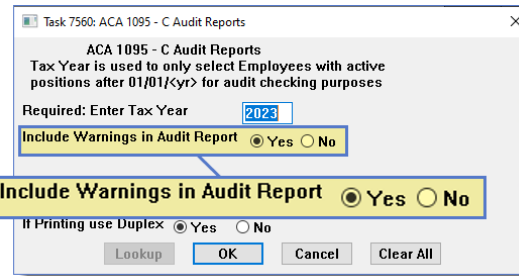 Task 7560: ACA 1095 - C Audit Reports
ACA 1095 - C Audit Reports
Tax Year is used to only select Employees with active
positions after 01/01/<yr> for audit checking purposes
Required: Enter Tax Year 2023
Include Warnings in Audit Report Yes No
Include Warnings in Audit Report Yes No
If Printing use Duplex Yes No
Lookup OK Cancel Clear All